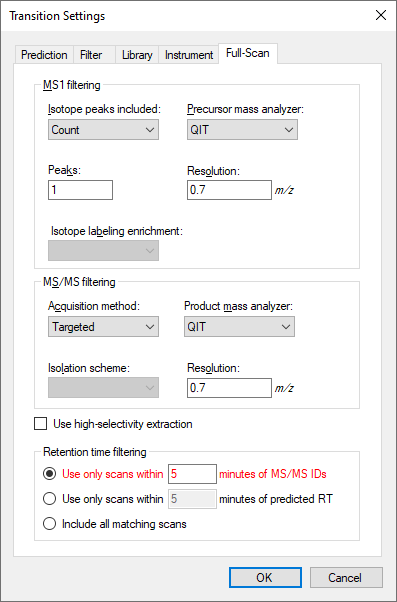 Transition Settings
Prediction Filter Library Instrument Full-Scan
MS1 filtering
Isotope peaks included: Precursor mass analyzer:
Count QIT
Peaks: Resolution:
1 0.7 m/z
Isotope labeling enrichment:
MS/MS filtering
Acquisition method: Product mass analyzer:
Targeted QIT
Isolation scheme: Resolution:
0.7 m/z
Use high-selectivity extraction
Retention time filtering
Use only scans within 5 minutes of MS/MS IDs
Use only scans within 5 minutes of predicted RT
Include all matching scans
OK Cancel